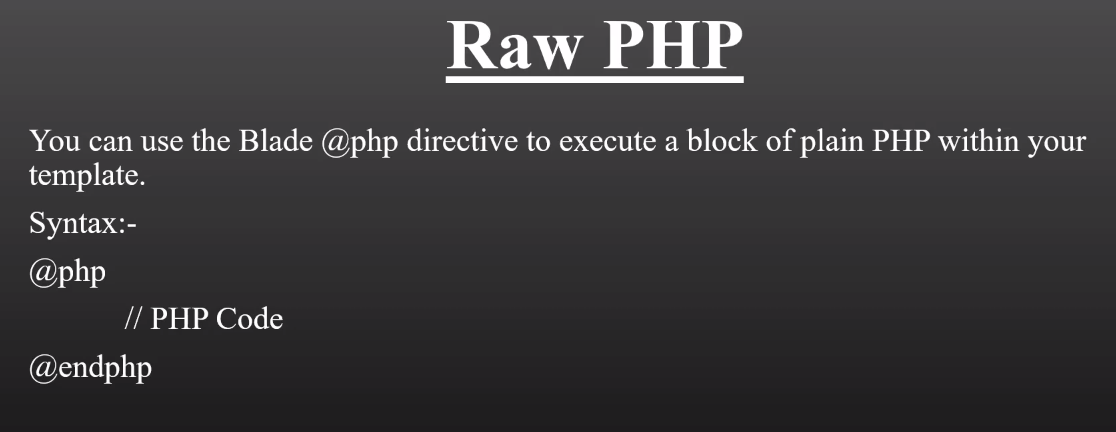 Raw PHP
You can use the Blade @php directive to execute a block of plain PHP within your
template.
Syntax:-
@php
// PHP Code
@endphp